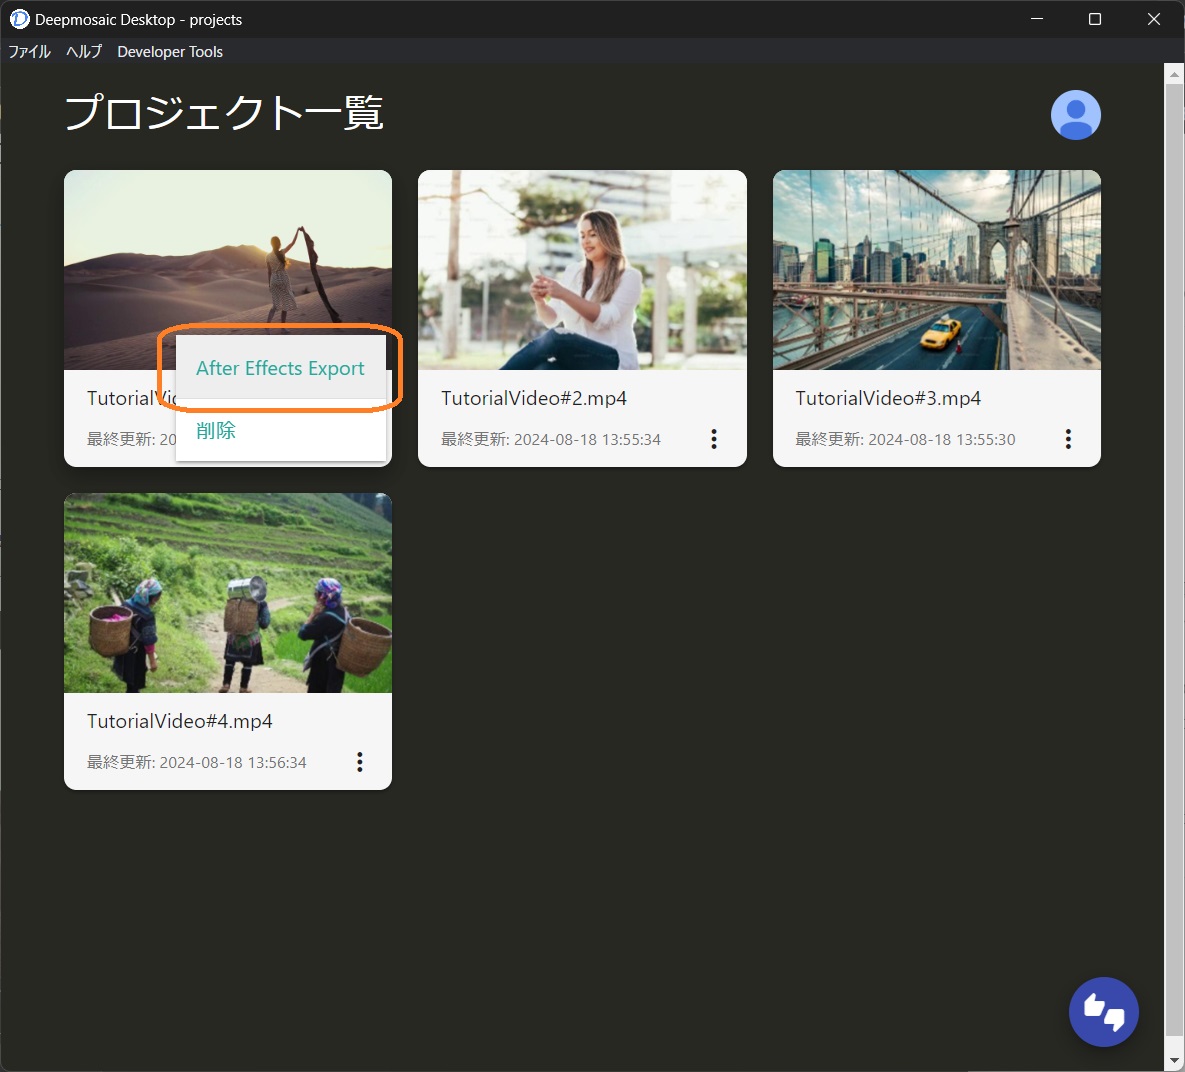 Deepmosaic Desktop - projects
ファイル ヘルプ Developer Tools
プロジェクト一覧
TutorialVid
最終更新: 20
After Effects Export
削除
TutorialVideo#2.mp4
最終更新: 2024-08-18 13:55:34
TutorialVideo#3.mp4
最終更新: 2024-08-18 13:55:30
TutorialVideo#4.mp4
最終更新: 2024-08-18 13:56:34